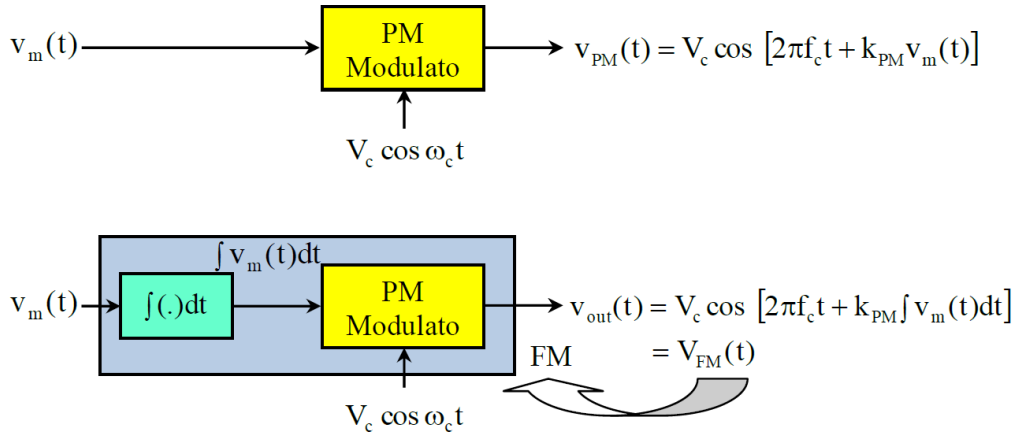 v_m(t)
PM
Modulato
v_PM(t) = V_c cos [2πf_c t + k_PM v_m(t)]
V_c cos ω_c t
∫ v_m(t)dt
v_m(t)
∫(.)dt
PM
Modulato
v_out(t) = V_c cos [2πf_c t + k_PM ∫ v_m(t)dt]
= V_FM(t)
FM
V_c cos ω_c t